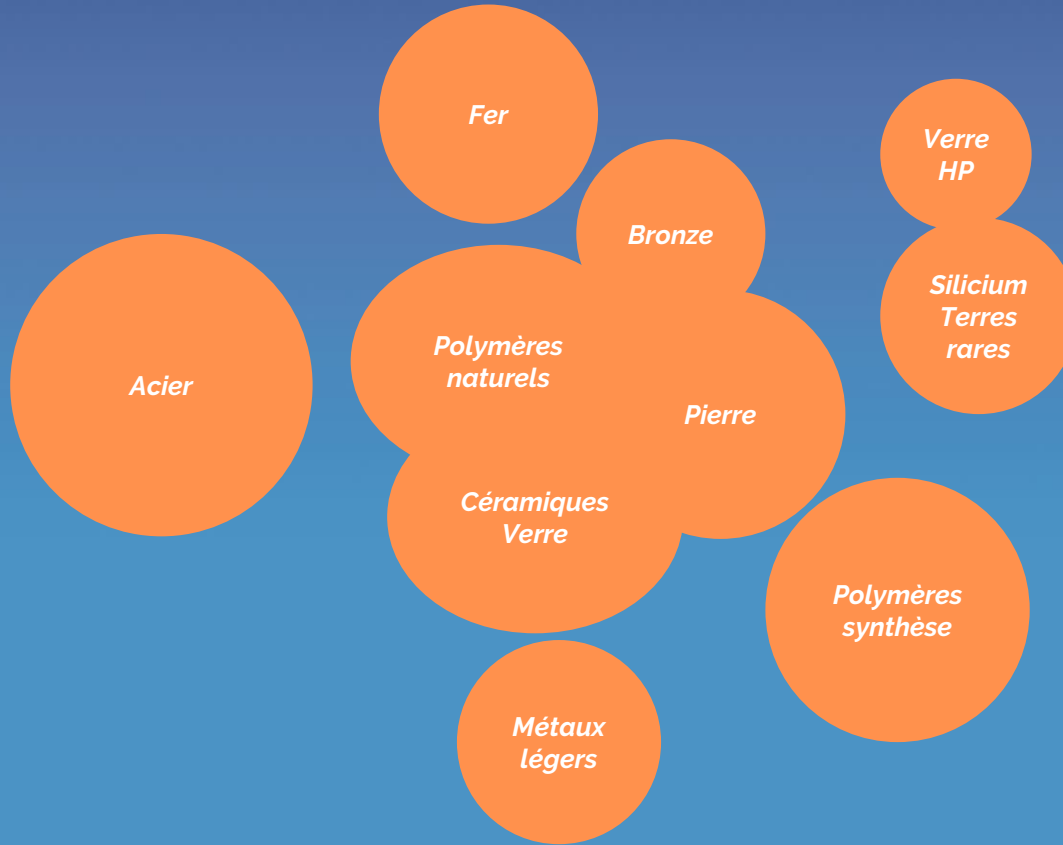 Fer
Verre
HP
Bronze
Silicium
Terres
rares
Polymères
naturels
Acier
Pierre
Céramiques
Verre
Polymères
synthèse
Métaux
légers